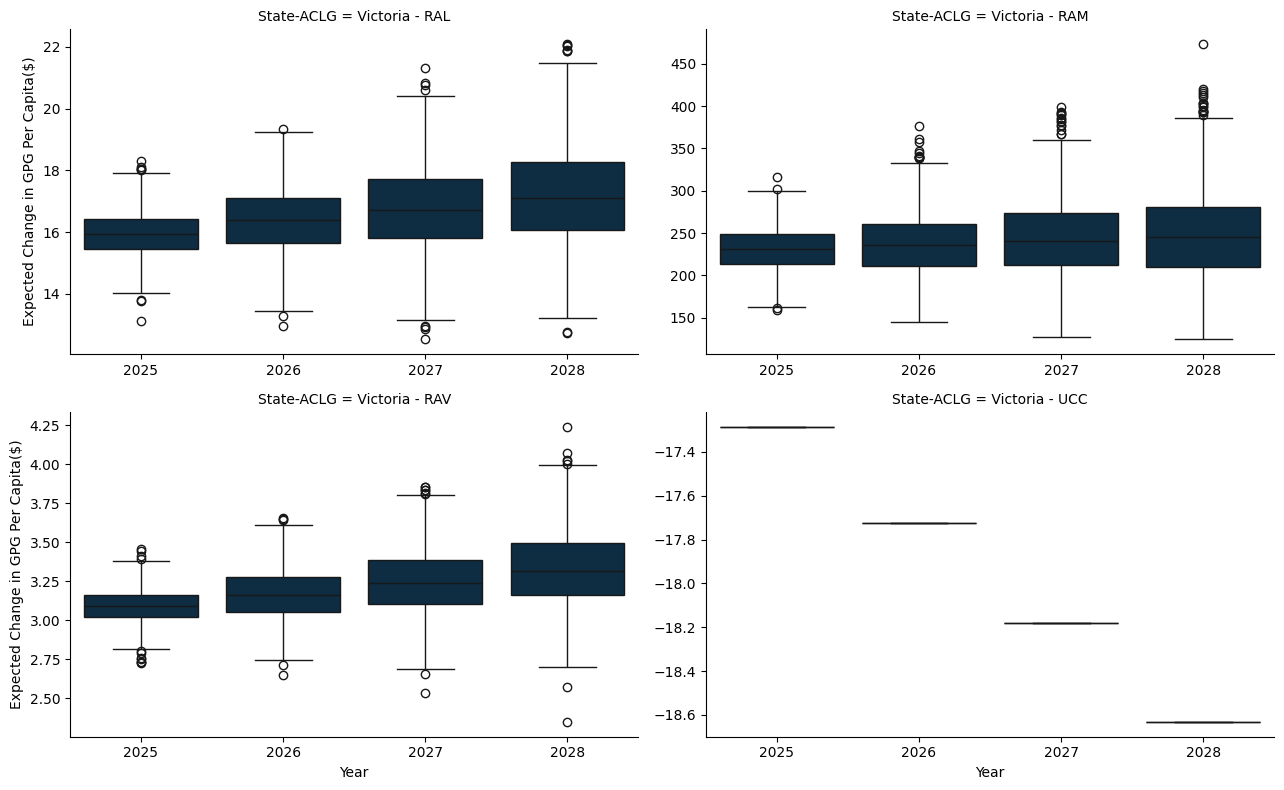 State-ACLG = Victoria - RAL
Expected Change in GPG Per Capita($)
22
20
18
16
14
2025 2026 2027 2028
State-ACLG = Victoria - RAM
450
400
350
300
250
200
150
2025 2026 2027 2028
State-ACLG = Victoria - RAV
Expected Change in GPG Per Capita($)
4.25
4.00
3.75
3.50
3.25
3.00
2.75
2.50
2025 2026 2027 2028
Year
State-ACLG = Victoria - UCC
−17.4
−17.6
−17.8
−18.0
−18.2
−18.4
−18.6
2025 2026 2027 2028
Year